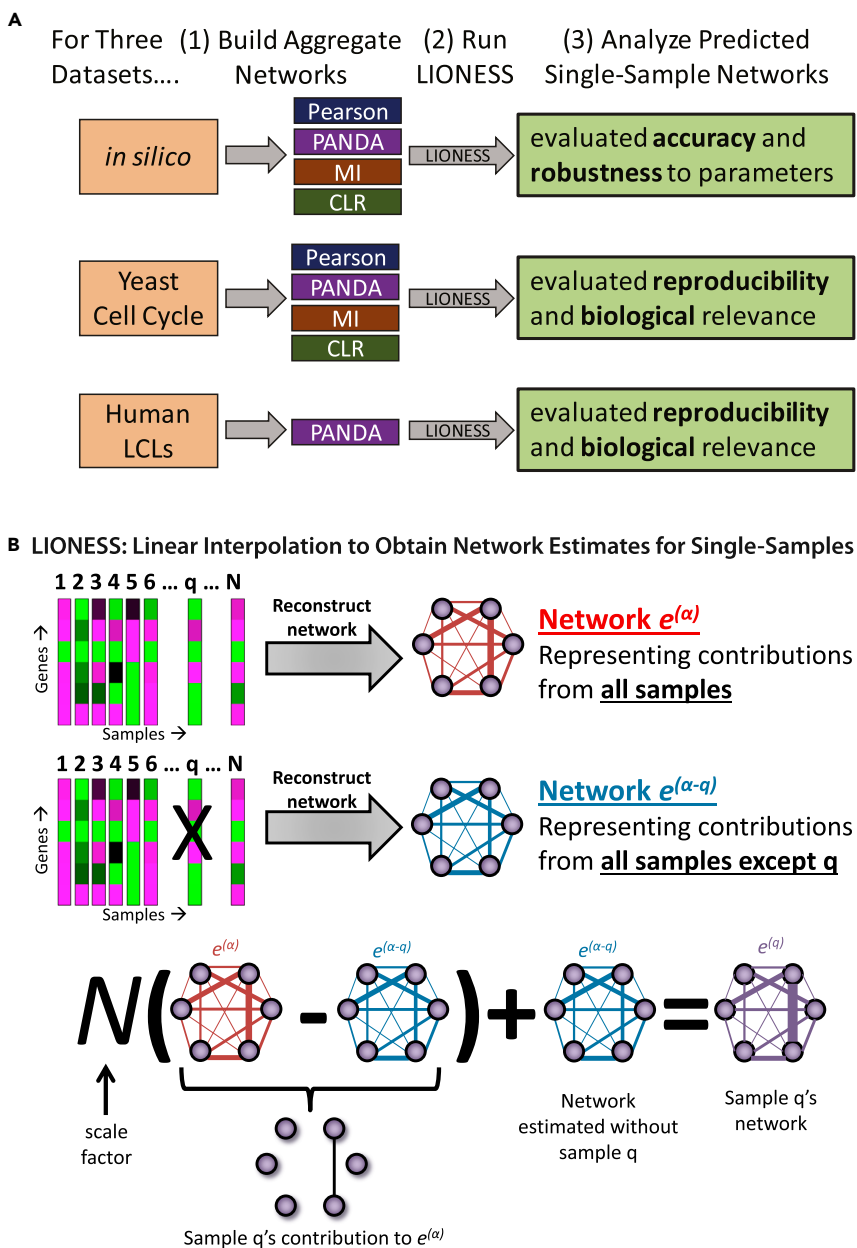 A
For Three
Datasets….
(1) Build Aggregate
Networks
(2) Run
LIONESS
(3) Analyze Predicted
Single-Sample Networks
in silico
Pearson
PANDA
MI
CLR
LIONESS
evaluated accuracy and
robustness to parameters
Yeast
Cell Cycle
Pearson
PANDA
MI
CLR
LIONESS
evaluated reproducibility
and biological relevance
Human
LCLs
PANDA
LIONESS
evaluated reproducibility
and biological relevance
B LIONESS: Linear Interpolation to Obtain Network Estimates for Single-Samples
1 2 3 4 5 6 … q … N
Genes →
Samples →
Reconstruct
network
Network e(α)
Representing contributions
from all samples
1 2 3 4 5 6 … q … N
X
Genes →
Samples →
Reconstruct
network
Network e(α-q)
Representing contributions
from all samples except q
e(α) e(α-q) e(α-q) e(q)
N ( - ) + =
scale
factor
Sample q's contribution to e(α)
Network
estimated without
sample q
Sample q's
network